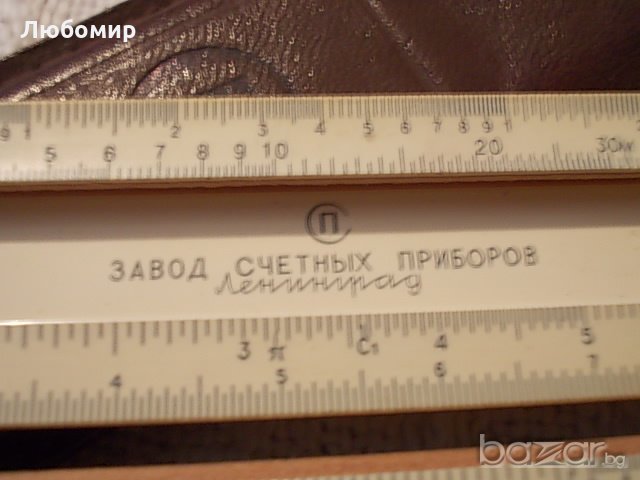 Любомир
9 1 2 3 4 5 6 7 8 9 1
5 6 7 8 9 10 20 30
П
ЗАВОД СЧЕТНЫХ ПРИБОРОВ
Ленинград
3 π C₁ 4 5
4 5 6 7
bazar.bg